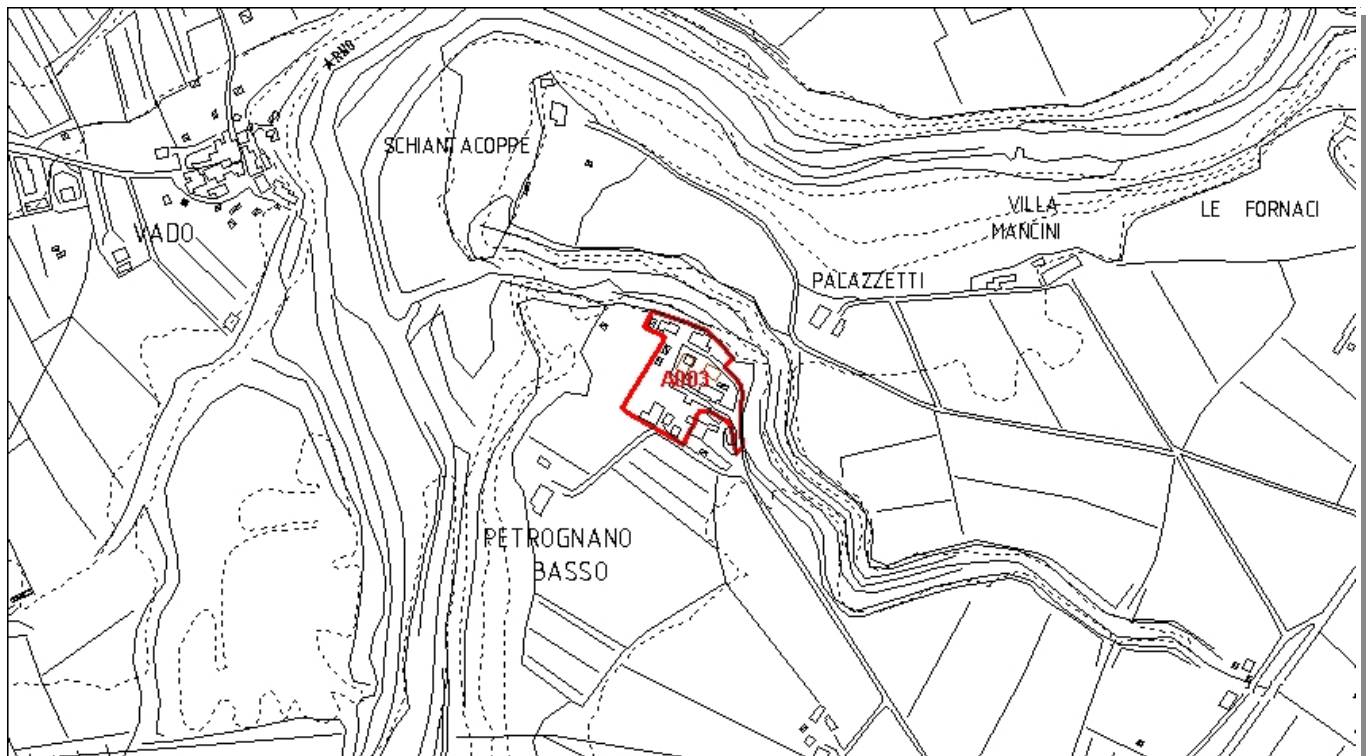 ARNO
SCHIANTACOPPE
VADO
VILLA
MANCINI
LE FORNACI
PALAZZETTI
A003
PETROGNANO
BASSO